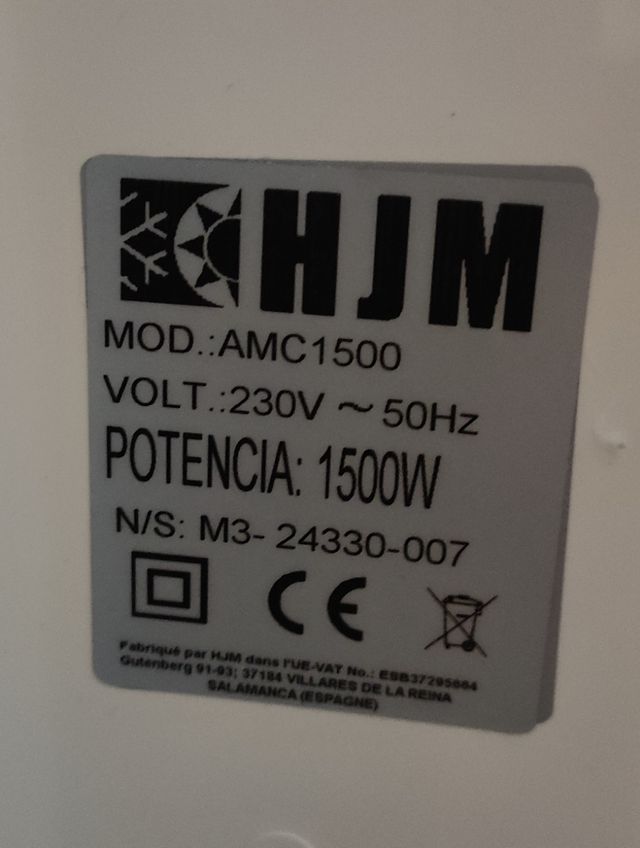 HJM
MOD.:AMC1500
VOLT.:230V ~ 50Hz
POTENCIA: 1500W
N/S: M3- 24330-007
CE
Fabriqué par HJM dans l'UE-VAT No.: ESB37295664
Gutenberg 91-93; 37184 VILLARES DE LA REINA
SALAMANCA (ESPAGNE)